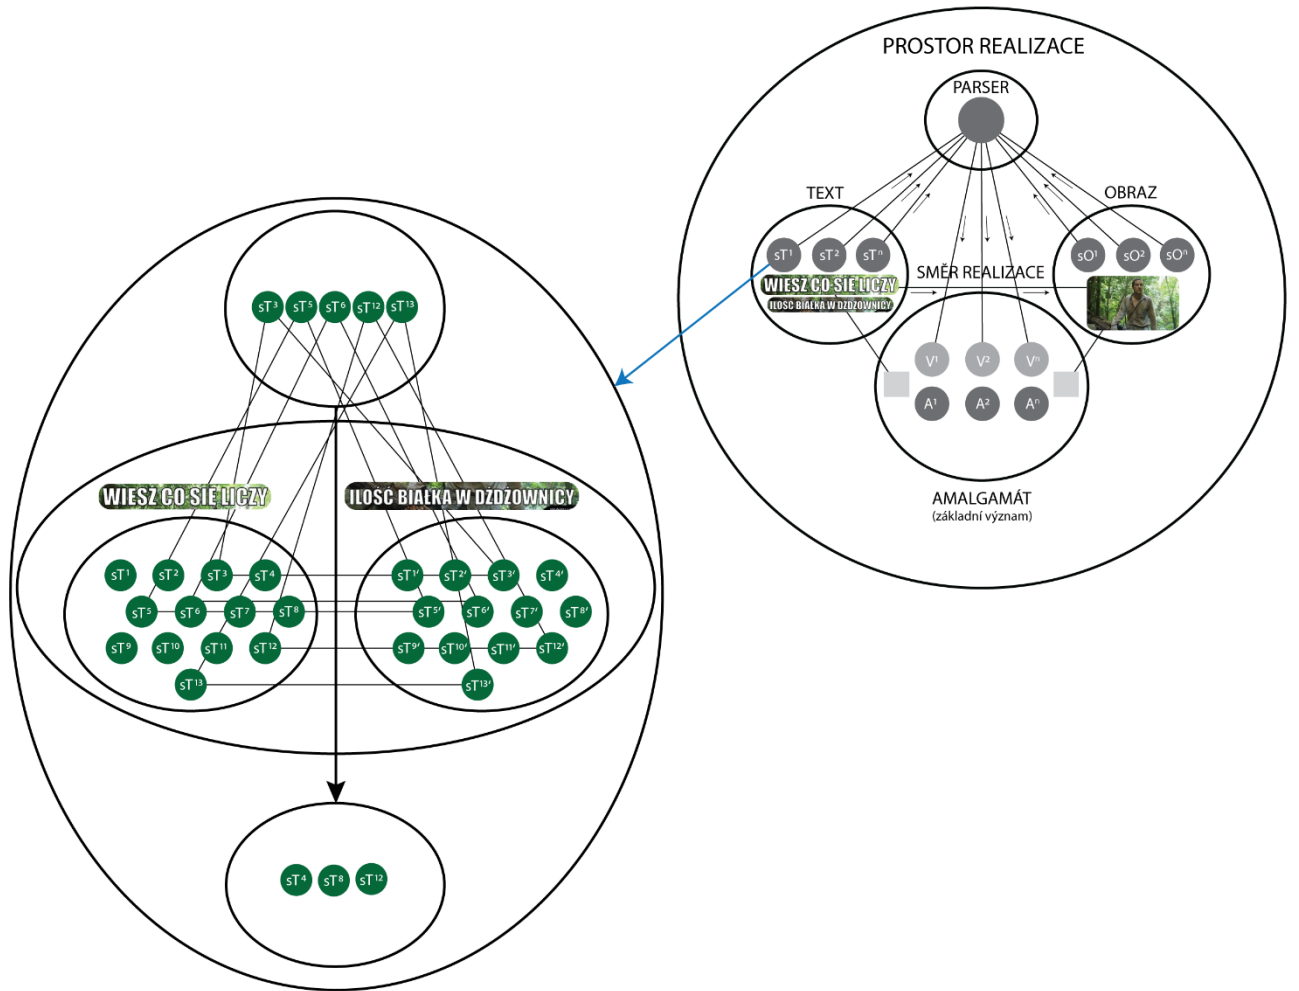 PROSTOR REALIZACE
PARSER
TEXT
OBRAZ
sT¹ sT² sTⁿ
sO¹ sO² sOⁿ
SMĚR REALIZACE
WIESZ CO SIĘ LICZY
ILOŚĆ BIAŁKA W DŻDŻOWNICY
V¹ V² Vⁿ
A¹ A² Aⁿ
AMALGAMÁT
(základní význam)
sT³ sT⁵ sT⁶ sT¹² sT¹³
WIESZ CO SIĘ LICZY
ILOŚĆ BIAŁKA W DŻDŻOWNICY
sT¹ sT² sT³ sT⁴
sT⁵ sT⁶ sT⁷ sT⁸
sT⁹ sT¹⁰ sT¹¹ sT¹²
sT¹³
sT¹′ sT²′ sT³′ sT⁴′
sT⁵′ sT⁶′ sT⁷′ sT⁸′
sT⁹′ sT¹⁰′ sT¹¹′ sT¹²′
sT¹³′
sT⁴ sT⁸ sT¹²